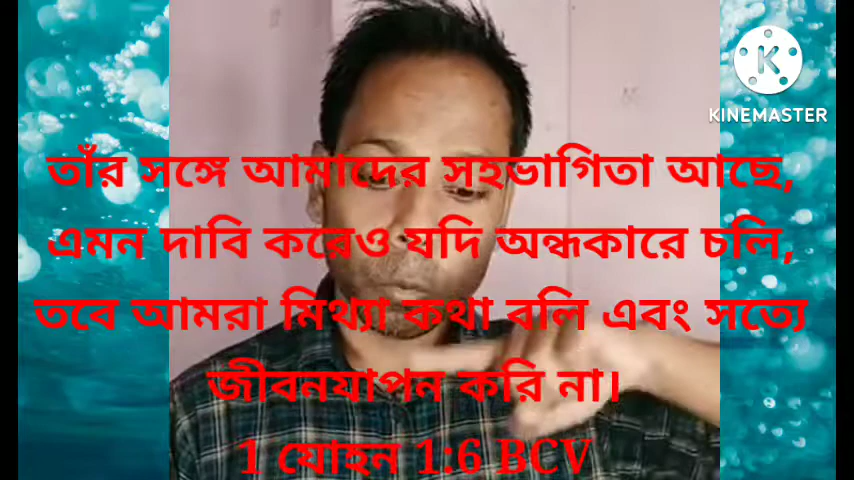 KINEMASTER
তাঁর সঙ্গে আমাদের সহভাগিতা আছে,
এমন দাবি করেও যদি অন্ধকারে চলি,
তবে আমরা মিথ্যা কথা বলি এবং সত্যে
জীবনযাপন করি না।
1 যোহন 1:6 BCV